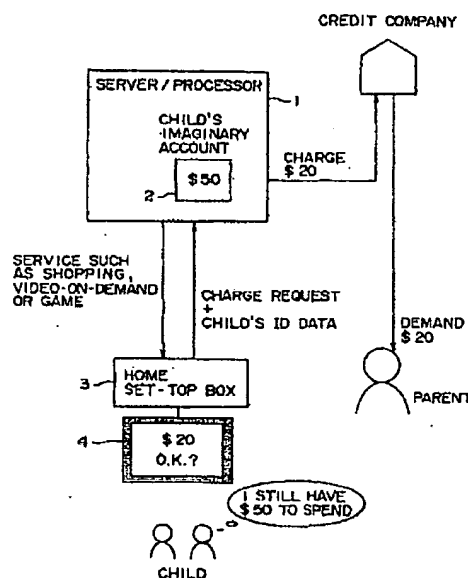 CREDIT COMPANY
SERVER/PROCESSOR
1
CHILD'S
IMAGINARY
ACCOUNT
2
$50
CHARGE
$20
SERVICE SUCH
AS SHOPPING,
VIDEO-ON-DEMAND
OR GAME
CHARGE REQUEST
+
CHILD'S ID DATA
DEMAND
$20
3
HOME
SET-TOP BOX
PARENT
4
$20
O.K.?
I STILL HAVE
$50 TO SPEND
CHILD